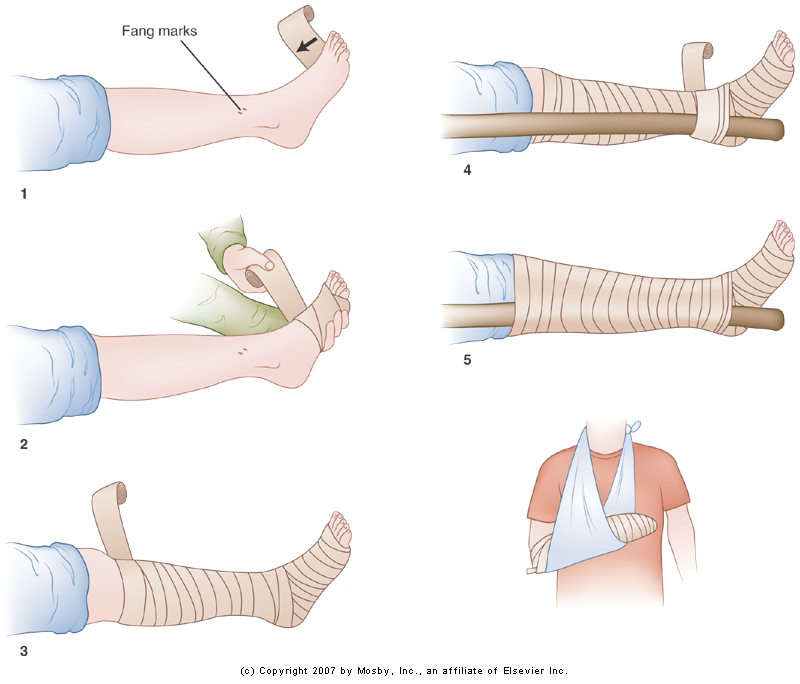 Fang marks
1
2
3
4
5
(c) Copyright 2007 by Mosby, Inc., an affiliate of Elsevier Inc.